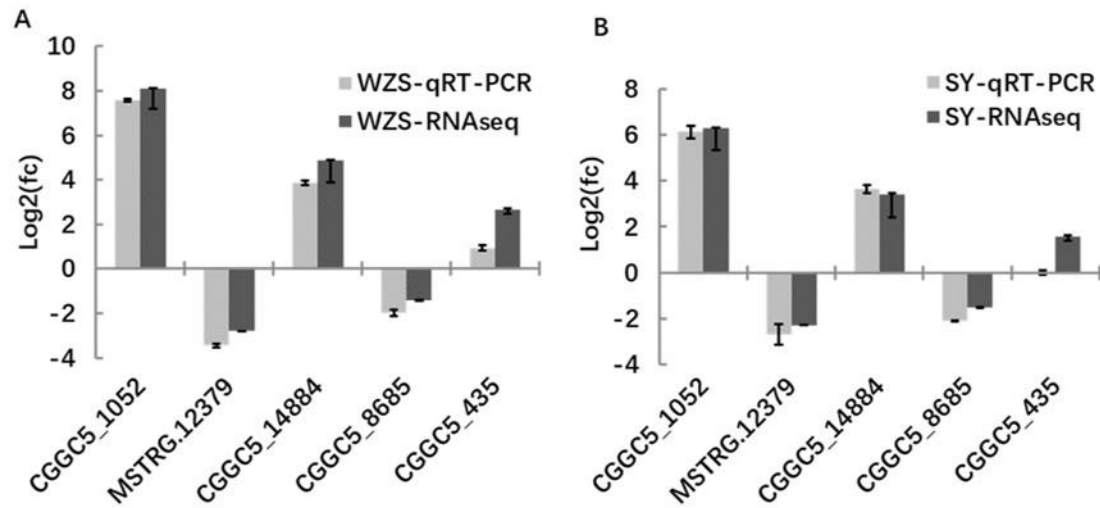 A
10
8
6
4
2
0
-2
-4
Log2(fc)
WZS-qRT-PCR
WZS-RNAseq
CGGC5_1052
MSTRG.12379
CGGC5_14884
CGGC5_8685
CGGC5_435
B
8
6
4
2
0
-2
-4
Log2(fc)
SY-qRT-PCR
SY-RNAseq
CGGC5_1052
MSTRG.12379
CGGC5_14884
CGGC5_8685
CGGC5_435